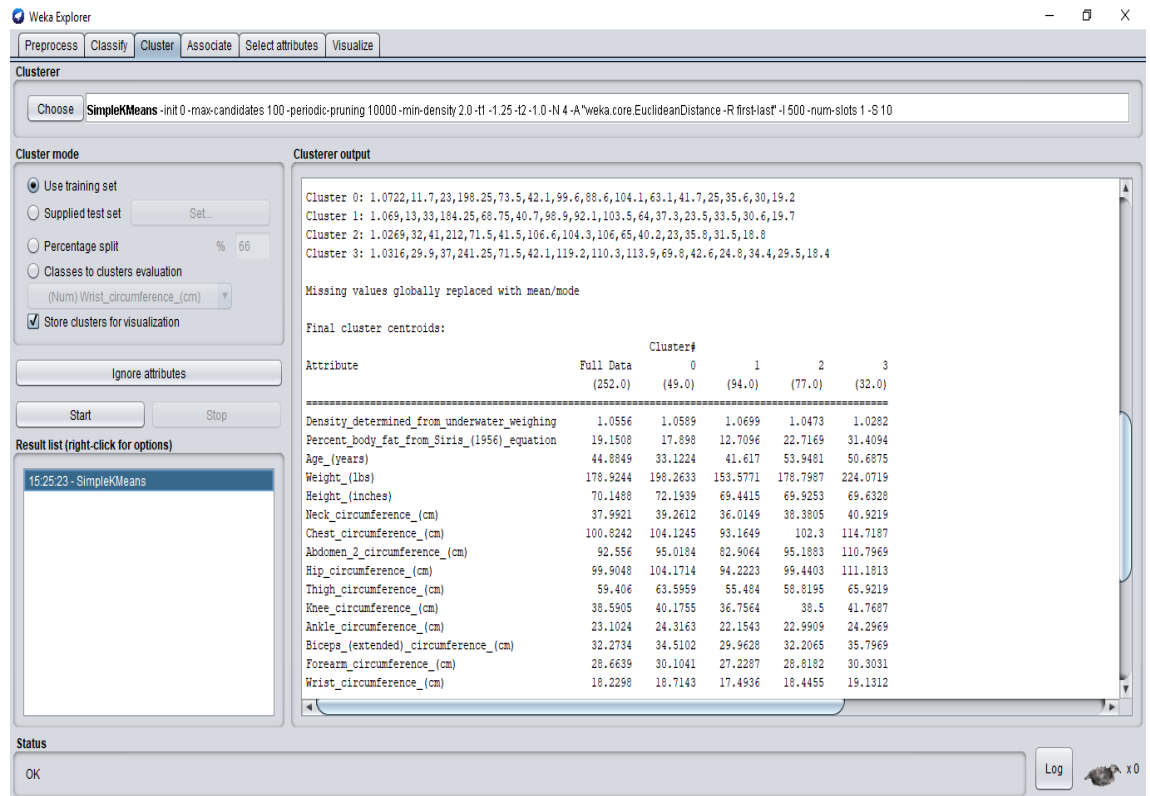 Weka Explorer
Preprocess Classify Cluster Associate Select attributes Visualize
Clusterer
Choose SimpleKMeans -init 0 -max-candidates 100 -periodic-pruning 10000 -min-density 2.0 -t1 -1.25 -t2 -1.0 -N 4 -A "weka.core.EuclideanDistance -R first-last" -I 500 -num-slots 1 -S 10
Cluster mode
Use training set
Supplied test set Set...
Percentage split % 66
Classes to clusters evaluation
(Num) Wrist_circumference_(cm)
Store clusters for visualization
Ignore attributes
Start Stop
Result list (right-click for options)
15:25:23 - SimpleKMeans
Clusterer output
Cluster 0: 1.0722,11.7,23,198.25,73.5,42.1,99.6,88.6,104.1,63.1,41.7,25,35.6,30,19.2
Cluster 1: 1.069,13,33,184.25,68.75,40.7,98.9,92.1,103.5,64,37.3,23.5,33.5,30.6,19.7
Cluster 2: 1.0269,32,41,212,71.5,41.5,106.6,104.3,106,65,40.2,23,35.8,31.5,18.8
Cluster 3: 1.0316,29.9,37,241.25,71.5,42.1,119.2,110.3,113.9,69.8,42.6,24.8,34.4,29.5,18.4
Missing values globally replaced with mean/mode
Final cluster centroids:
Cluster#
Attribute Full Data 0 1 2 3
(252.0) (49.0) (94.0) (77.0) (32.0)
==========================================================================================
Density_determined_from_underwater_weighing 1.0556 1.0589 1.0699 1.0473 1.0282
Percent_body_fat_from_Siris_(1956)_equation 19.1508 17.898 12.7096 22.7169 31.4094
Age_(years) 44.8849 33.1224 41.617 53.9481 50.6875
Weight_(lbs) 178.9244 198.2633 153.5771 178.7987 224.0719
Height_(inches) 70.1488 72.1939 69.4415 69.9253 69.6328
Neck_circumference_(cm) 37.9921 39.2612 36.0149 38.3805 40.9219
Chest_circumference_(cm) 100.8242 104.1245 93.1649 102.3 114.7187
Abdomen_2_circumference_(cm) 92.556 95.0184 82.9064 95.1883 110.7969
Hip_circumference_(cm) 99.9048 104.1714 94.2223 99.4403 111.1813
Thigh_circumference_(cm) 59.406 63.5959 55.484 58.8195 65.9219
Knee_circumference_(cm) 38.5905 40.1755 36.7564 38.5 41.7687
Ankle_circumference_(cm) 23.1024 24.3163 22.1543 22.9909 24.2969
Biceps_(extended)_circumference_(cm) 32.2734 34.5102 29.9628 32.2065 35.7969
Forearm_circumference_(cm) 28.6639 30.1041 27.2287 28.8182 30.3031
Wrist_circumference_(cm) 18.2298 18.7143 17.4936 18.4455 19.1312
Status
OK
Log
x 0